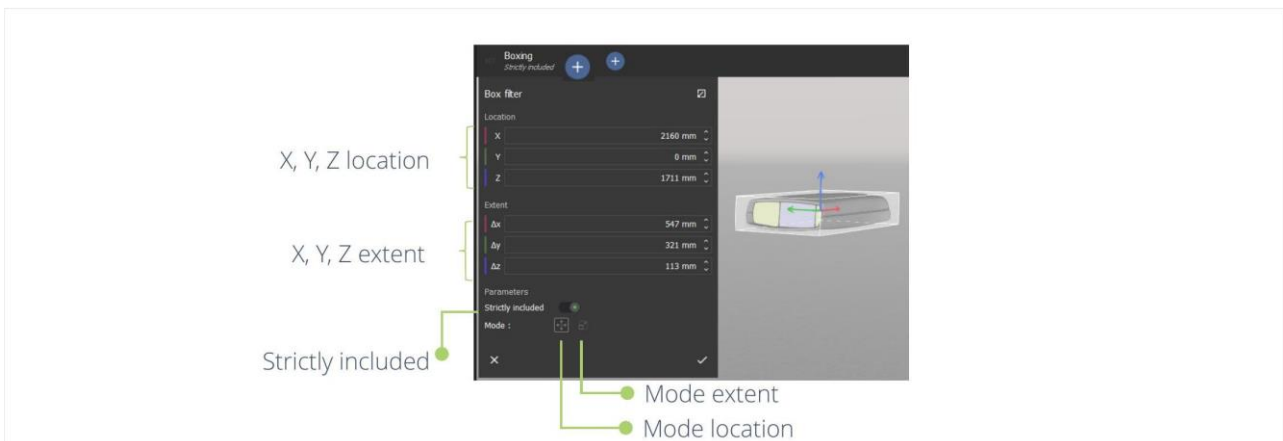 Boxing
Strictly included
Box filter
Location
X 2160 mm
Y 0 mm
Z 1711 mm
X, Y, Z location
Extent
Δx 547 mm
Δy 321 mm
Δz 113 mm
X, Y, Z extent
Parameters
Strictly included
Mode :
Strictly included
Mode extent
Mode location